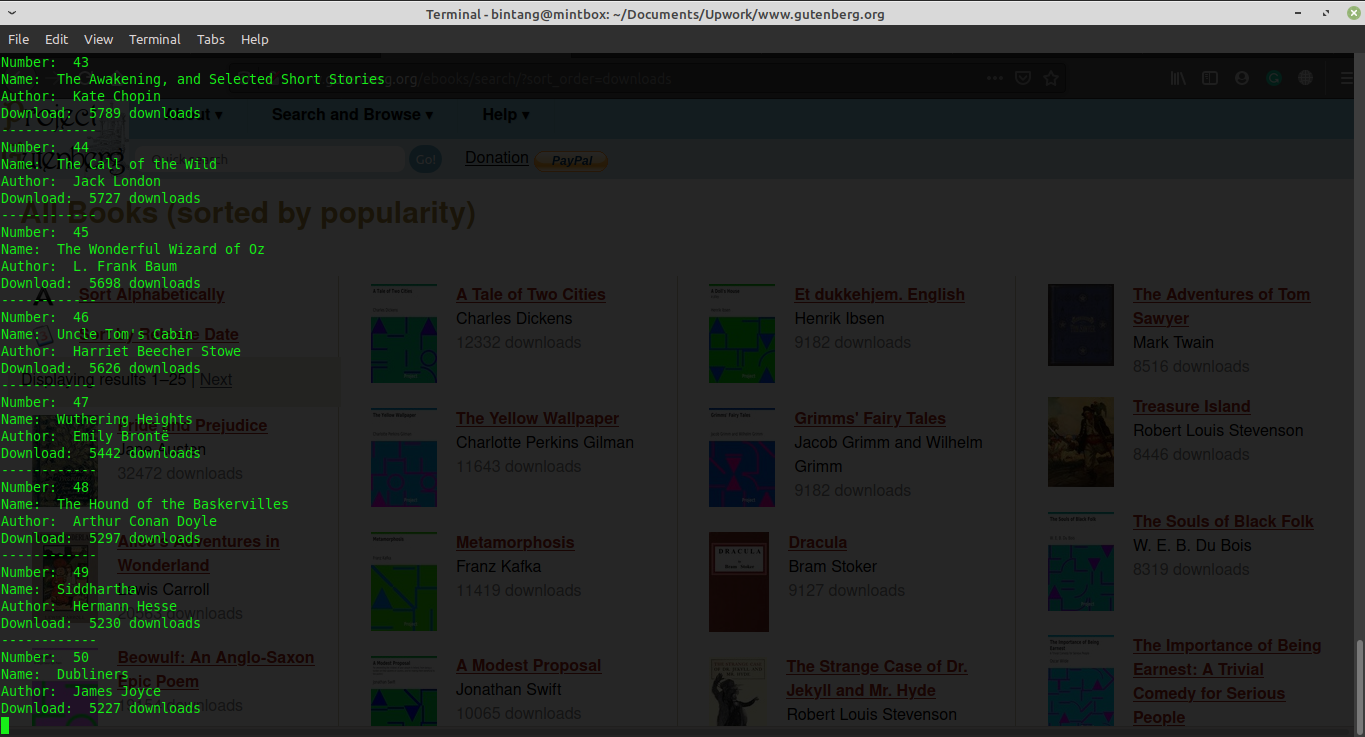 Terminal - bintang@mintbox: ~/Documents/Upwork/www.gutenberg.org
File Edit View Terminal Tabs Help
Number: 43
Name: The Awakening, and Selected Short Stories
Author: Kate Chopin
Download: 5789 downloads
------------
Number: 44
Name: The Call of the Wild
Author: Jack London
Download: 5727 downloads
------------
Number: 45
Name: The Wonderful Wizard of Oz
Author: L. Frank Baum
Download: 5698 downloads
------------
Number: 46
Name: Uncle Tom's Cabin
Author: Harriet Beecher Stowe
Download: 5626 downloads
------------
Number: 47
Name: Wuthering Heights
Author: Emily Brontë
Download: 5442 downloads
------------
Number: 48
Name: The Hound of the Baskervilles
Author: Arthur Conan Doyle
Download: 5297 downloads
------------
Number: 49
Name: Siddhartha
Author: Hermann Hesse
Download: 5230 downloads
------------
Number: 50
Name: Dubliners
Author: James Joyce
Download: 5227 downloads
.org/ebooks/search/?sort_order=downloads
Project
Gutenberg
Search and Browse ▾
Help ▾
Go!
Donation
PayPal
All Books (sorted by popularity)
Sort Alphabetically
Release Date
Displaying results 1–25 | Next
Pride and Prejudice
32472 downloads
Alice's Adventures in
Wonderland
Lewis Carroll
downloads
Beowulf: An Anglo-Saxon
Epic Poem
downloads
A Tale of Two Cities
Charles Dickens
12332 downloads
The Yellow Wallpaper
Charlotte Perkins Gilman
11643 downloads
Metamorphosis
Franz Kafka
11419 downloads
A Modest Proposal
Jonathan Swift
10065 downloads
Et dukkehjem. English
Henrik Ibsen
9182 downloads
Grimms' Fairy Tales
Jacob Grimm and Wilhelm
Grimm
9182 downloads
DRACULA
Dracula
Bram Stoker
9127 downloads
The Strange Case of Dr.
Jekyll and Mr. Hyde
Robert Louis Stevenson
The Adventures of Tom
Sawyer
Mark Twain
8516 downloads
Treasure Island
Robert Louis Stevenson
8446 downloads
The Souls of Black Folk
W. E. B. Du Bois
8319 downloads
The Importance of Being
Earnest: A Trivial
Comedy for Serious
People